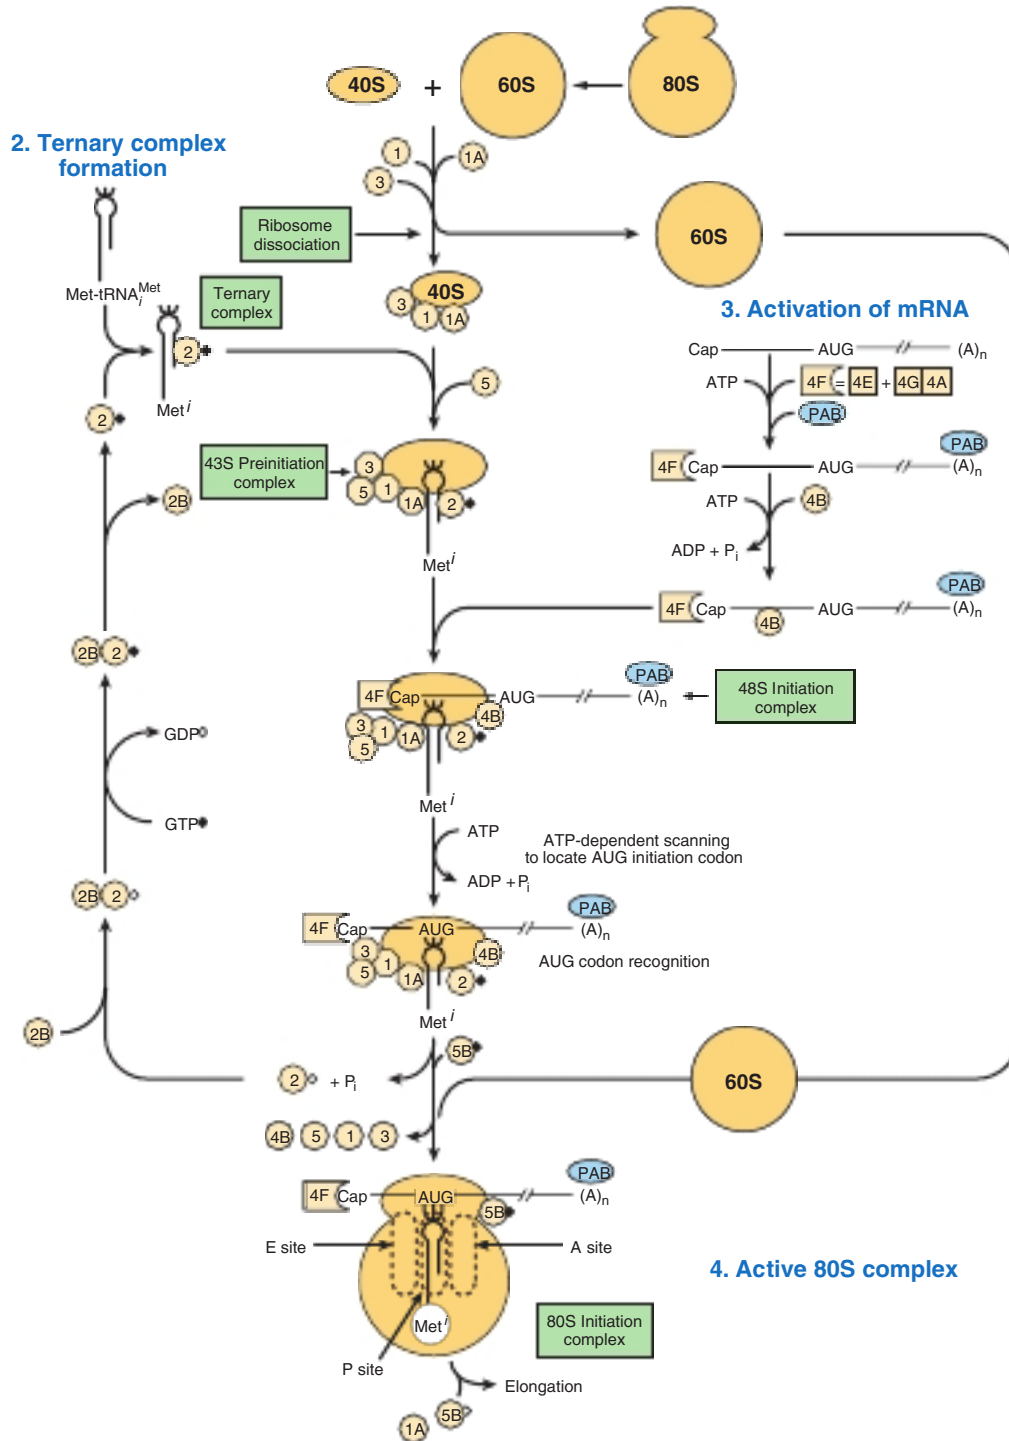 40S + 60S 80S
2. Ternary complex
formation
1 1A
3
Ribosome
dissociation
60S
Met-tRNAiMet
Ternary
complex
40S
3 1 1A
3. Activation of mRNA
Cap AUG (A)n
ATP 4F = 4E + 4G 4A
PAB
2
Meti
5
2
43S Preinitiation
complex
3
5 1 1A 2
Meti
2B
PAB
4F Cap AUG (A)n
ATP 4B
ADP + Pi
PAB
4F Cap AUG (A)n
4B
2B 2
PAB
4F Cap AUG (A)n
4B
3 1 1A 2
5
Meti
48S Initiation
complex
GDP
GTP
ATP
ADP + Pi
ATP-dependent scanning
to locate AUG initiation codon
2B 2
PAB
4F Cap AUG (A)n
3 4B
5 1 1A 2
Meti
AUG codon recognition
2B
5B
2 + Pi
60S
4B 5 1 3
PAB
4F Cap AUG (A)n
5B
E site A site
4. Active 80S complex
Meti
80S Initiation
complex
P site
Elongation
1A 5B